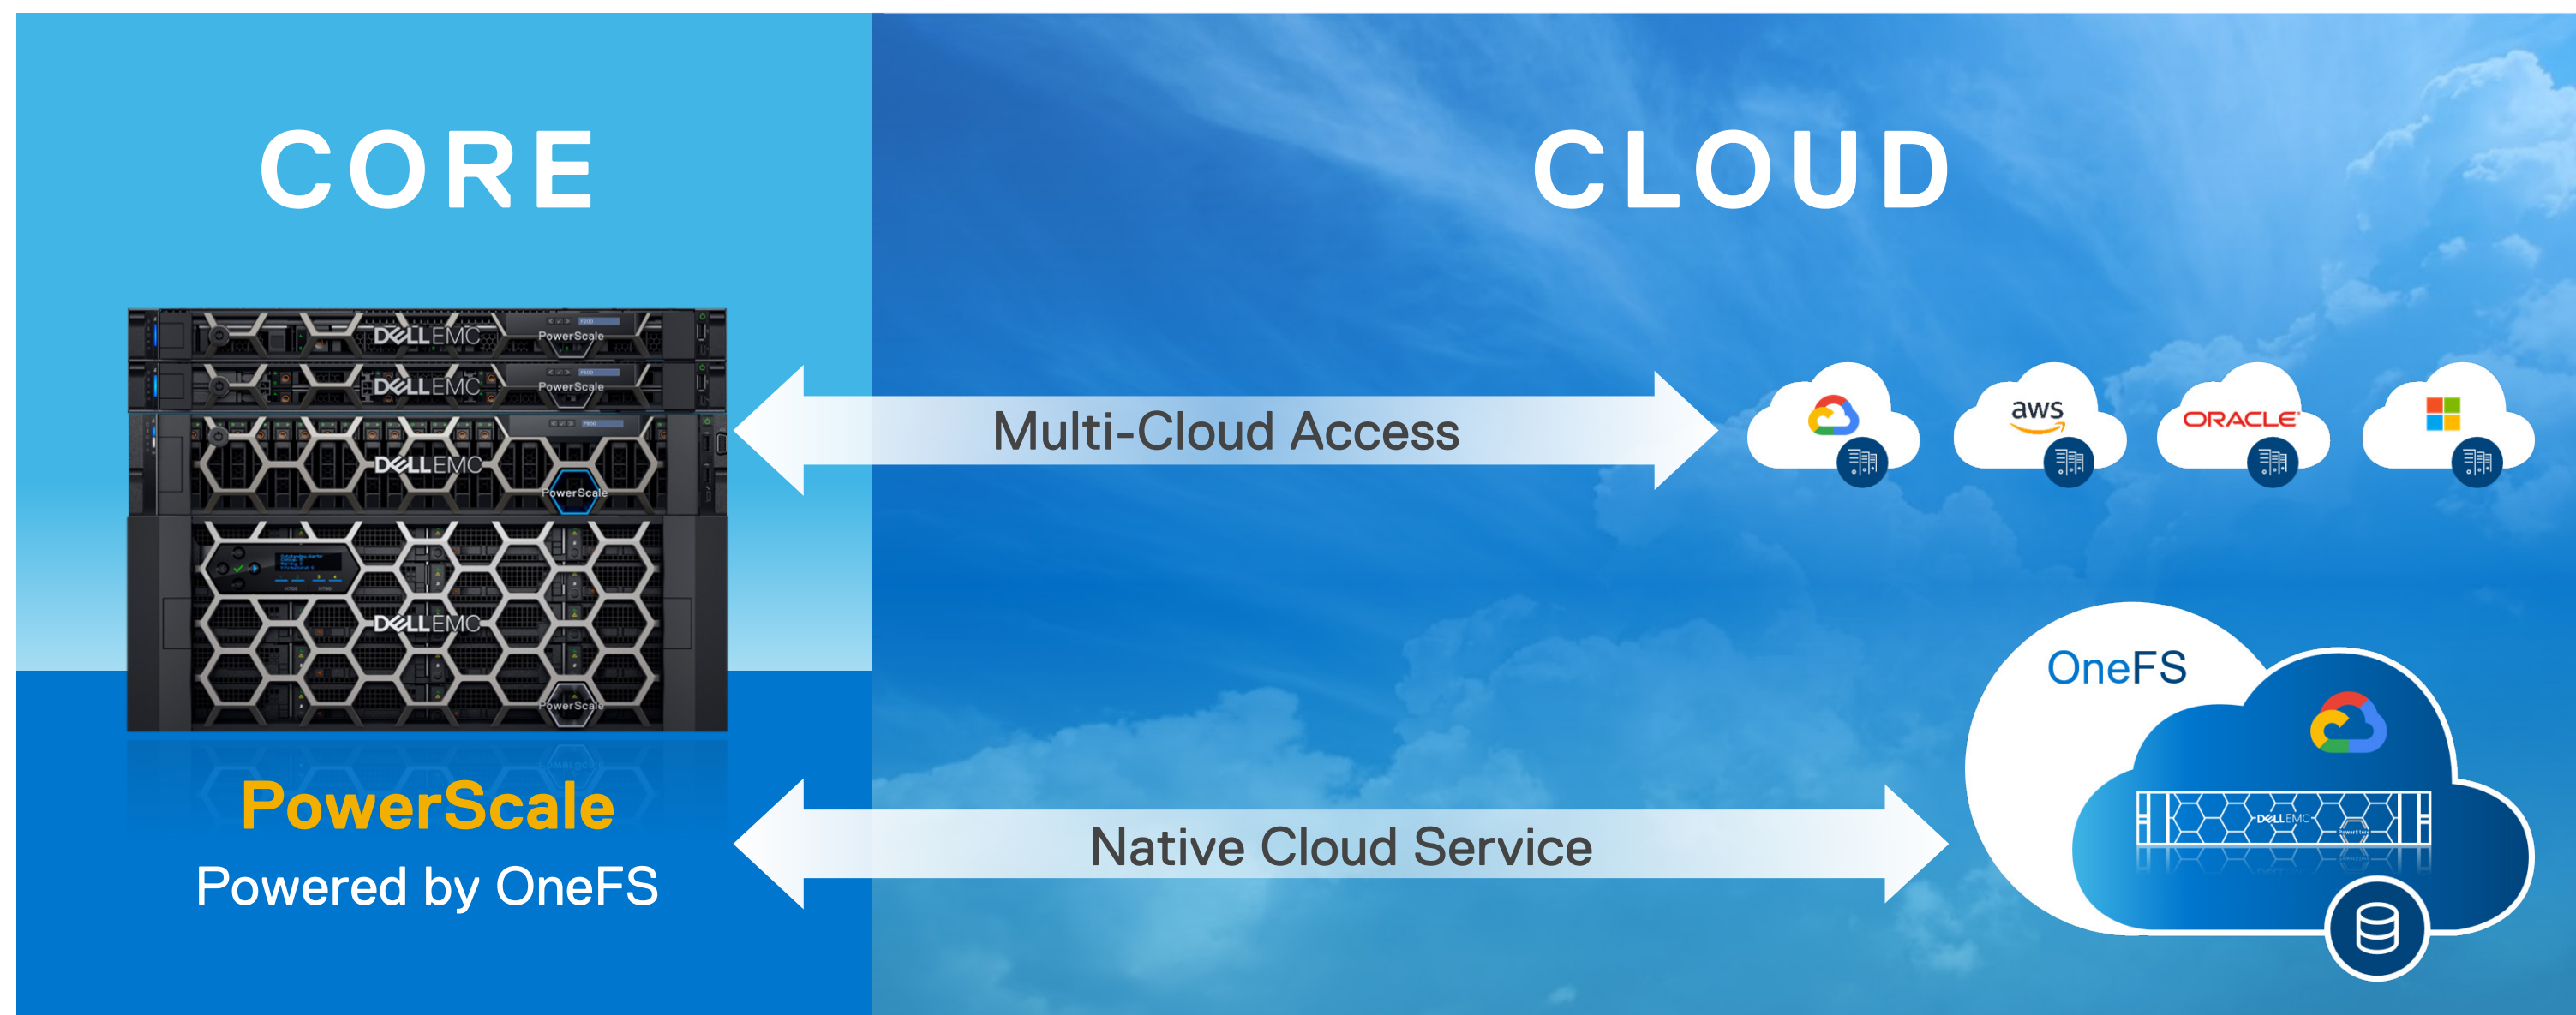 CORE
CLOUD
DELLEMC
PowerScale
DELLEMC
PowerScale
DELLEMC
PowerScale
DELLEMC
PowerScale
Multi-Cloud Access
aws
ORACLE
OneFS
DELLEMC
PowerScale
Powered by OneFS
Native Cloud Service